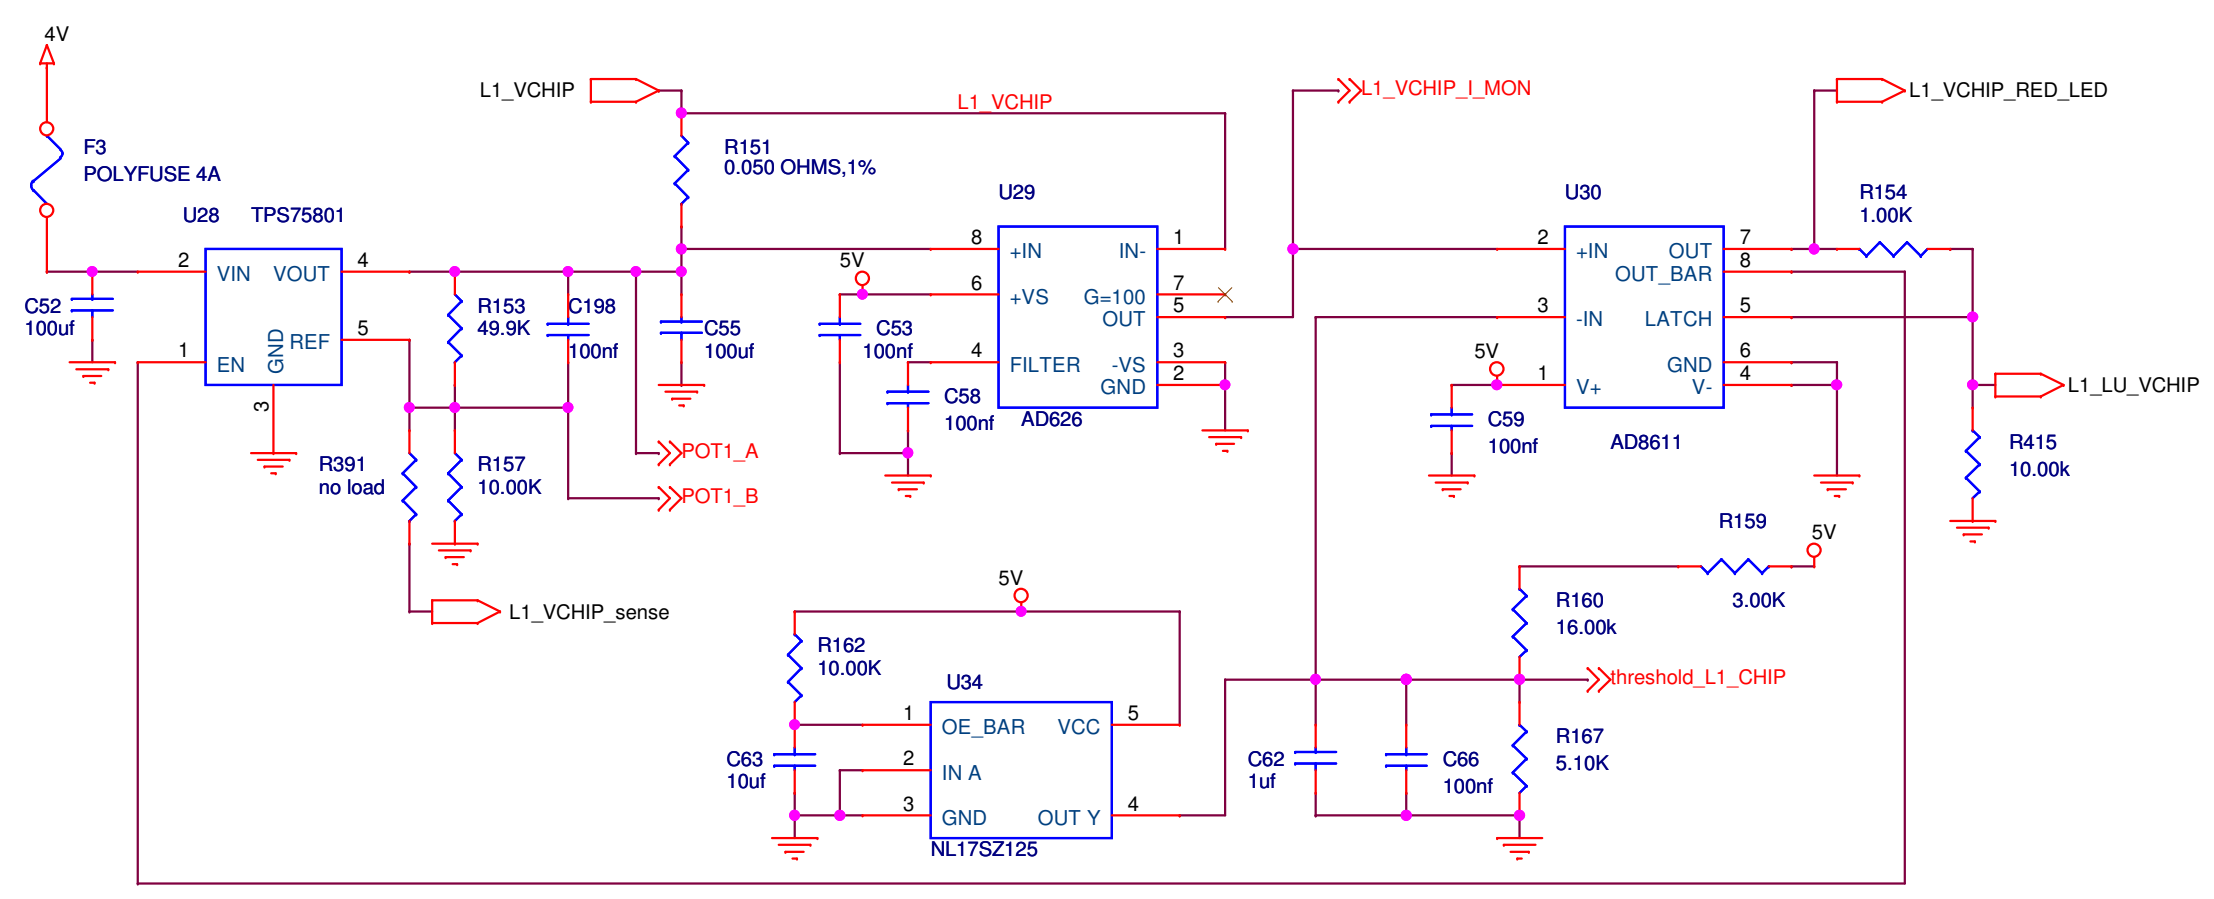 4V
F3
POLYFUSE 4A
U28 TPS75801
2 VIN VOUT 4
C52
100uf
1 EN GND REF 5
3
R153
49.9K
C198
100nf
C55
100uf
R391
no load
R157
10.00K
POT1_A
POT1_B
L1_VCHIP_sense
L1_VCHIP
L1_VCHIP
R151
0.050 OHMS,1%
U29
8 +IN IN- 1
5V
6 +VS G=100 7
OUT 5
C53
100nf
4 FILTER -VS 3
GND 2
C58
100nf
AD626
L1_VCHIP_I_MON
U30
2 +IN OUT 7
OUT_BAR 8
3 -IN LATCH 5
GND 6
5V
1 V+ V- 4
C59
100nf
AD8611
L1_VCHIP_RED_LED
R154
1.00K
L1_LU_VCHIP
R415
10.00k
R159
5V
3.00K
R160
16.00k
threshold_L1_CHIP
R167
5.10K
C62
1uf
C66
100nf
5V
R162
10.00K
U34
1 OE_BAR VCC 5
C63
10uf
2 IN A
3 GND OUT Y 4
NL17SZ125